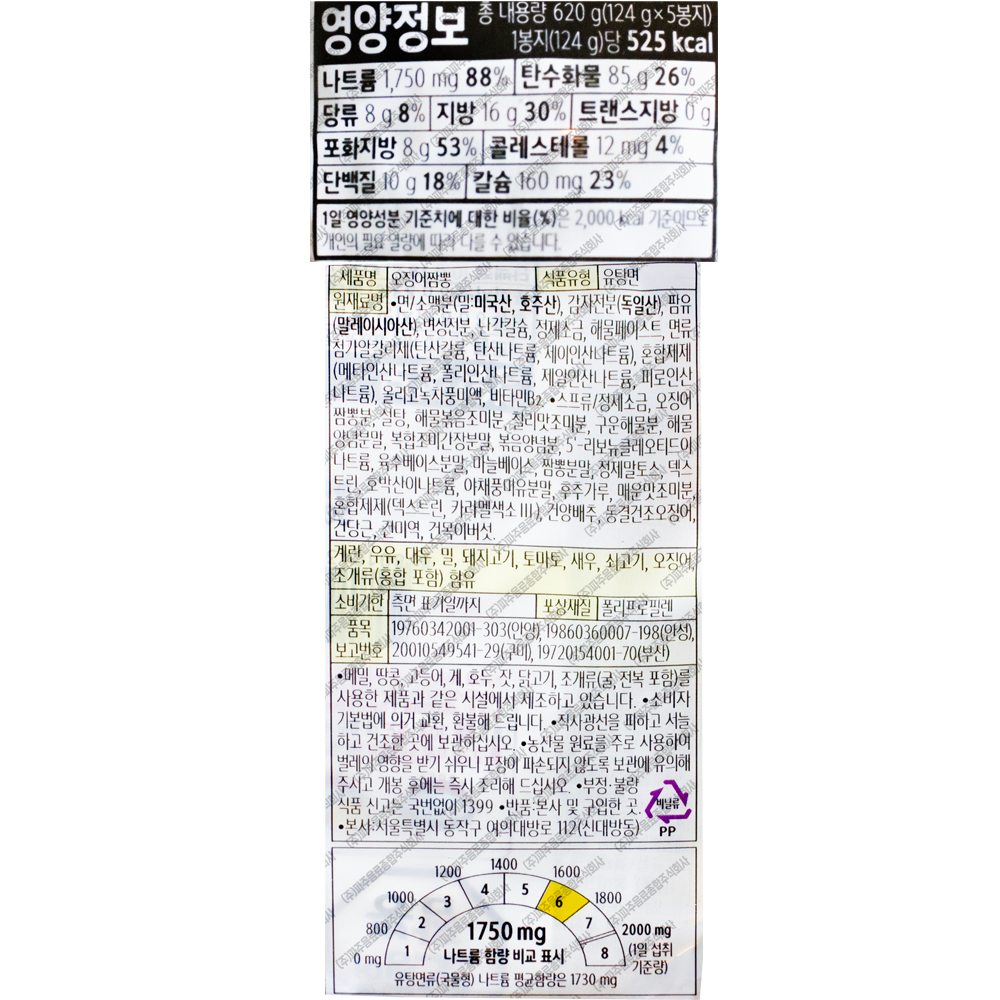 영양정보
총 내용량 620 g(124 g×5봉지)
1봉지(124 g)당 525 kcal
나트륨 1,750 mg 88% 탄수화물 85 g 26%
당류 8 g 8% 지방 16 g 30% 트랜스지방 0 g
포화지방 8 g 53% 콜레스테롤 12 mg 4%
단백질 10 g 18% 칼슘 160 mg 23%
1일 영양성분 기준치에 대한 비율(%)은 2,000 kcal 기준이므로
개인의 필요 열량에 따라 다를 수 있습니다.
제품명 오징어짬뽕 식품유형 유탕면
원재료명 •면/소맥분(밀:미국산, 호주산), 감자전분(독일산), 팜유
(말레이시아산), 변성전분, 난각칼슘, 정제소금, 해물페이스트, 면류
첨가알칼리제(탄산칼륨, 탄산나트륨, 제이인산나트륨), 혼합제제
(메타인산나트륨, 폴리인산나트륨, 제일인산나트륨, 피로인산
나트륨), 올리고녹차풍미액, 비타민B2 •스프류/정제소금, 오징어
짬뽕분, 설탕, 해물볶음조미분, 칠리맛조미분, 구운해물분, 해물
양념분말, 복합조미간장분말, 볶음양념분, 5'-리보뉴클레오티드이
나트륨, 육수베이스분말, 마늘베이스, 짬뽕분말, 정제말토스, 덱스
트린, 호박산이나트륨, 야채풍미유분말, 후추가루, 매운맛조미분,
혼합제제(덱스트린, 카라멜색소Ⅲ), 건양배추, 동결건조오징어,
건당근, 건미역, 건목이버섯.
계란, 우유, 대두, 밀, 돼지고기, 토마토, 새우, 쇠고기, 오징어,
조개류(홍합 포함) 함유
소비기한 측면 표기일까지 포장재질 폴리프로필렌
품목 19760342001-303(안양), 19860360007-198(안성),
보고번호 20010549541-29(구미), 19720154001-70(부산)
•메밀, 땅콩, 고등어, 게, 호두, 잣, 닭고기, 조개류(굴, 전복 포함)를
사용한 제품과 같은 시설에서 제조하고 있습니다. •소비자
기본법에 의거 교환, 환불해 드립니다. •직사광선을 피하고 서늘
하고 건조한 곳에 보관하십시오. •농산물 원료를 주로 사용하여
벌레의 영향을 받기 쉬우니 포장이 파손되지 않도록 보관에 유의해
주시고 개봉 후에는 즉시 조리해 드십시오. •부정·불량
식품 신고는 국번없이 1399 •반품:본사 및 구입한 곳.
•본사:서울특별시 동작구 여의대방로 112(신대방동)
비닐류
PP
0 mg 800 1000 1200 1400 1600 1800 2000 mg
(1일 섭취
기준량)
1 2 3 4 5 6 7 8
1750 mg
나트륨 함량 비교 표시
유탕면류(국물형) 나트륨 평균함량은 1730 mg
(주)파주음료종합주식회사